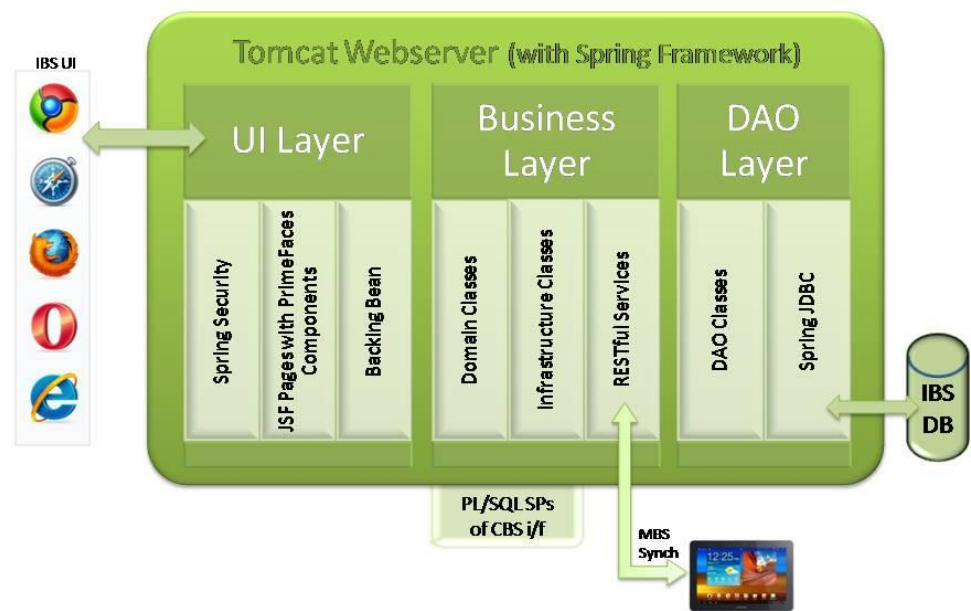 Tomcat Webserver (with Spring Framework)
IBS UI
UI Layer
Business
Layer
DAO
Layer
Spring Security
JSF Pages with PrimeFaces
Components
Backing Bean
Domain Classes
Infrastructure Classes
RESTful Services
DAO Classes
Spring JDBC
IBS
DB
PL/SQL SPs
of CBS i/f
MBS
Synch
12:25